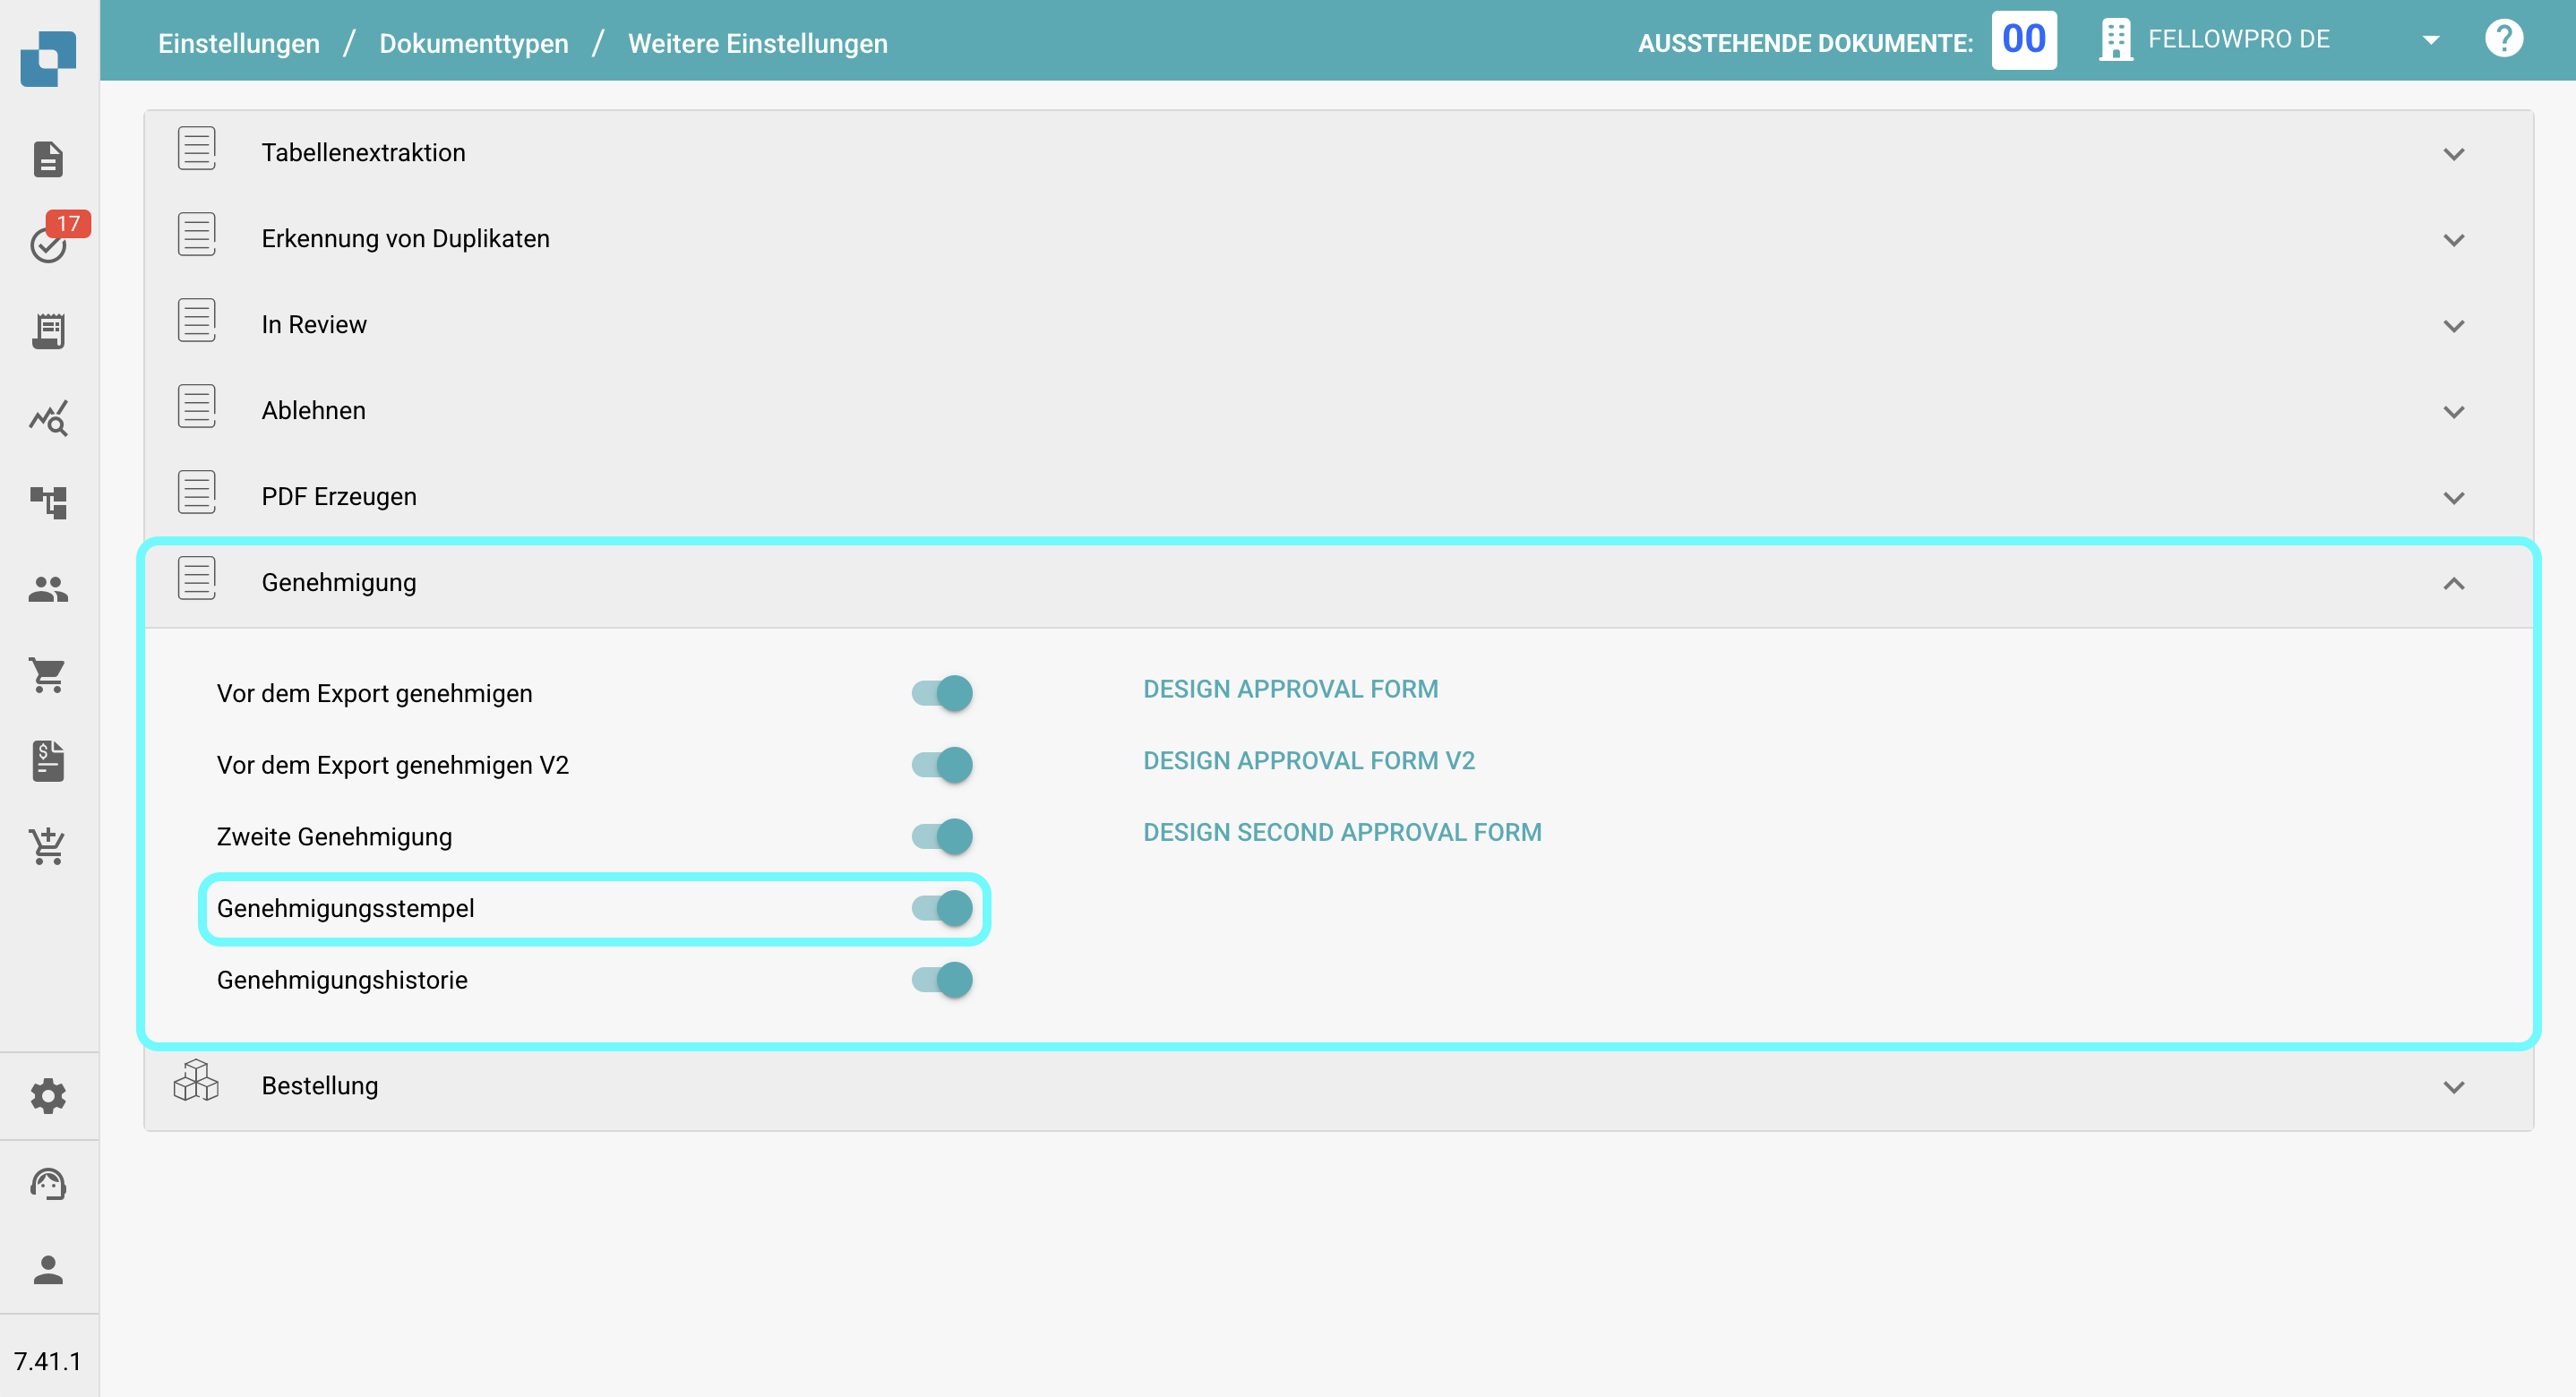 Einstellungen / Dokumenttypen / Weitere Einstellungen
AUSSTEHENDE DOKUMENTE: 00 FELLOWPRO DE ?
17
Tabellenextraktion
Erkennung von Duplikaten
In Review
Ablehnen
PDF Erzeugen
Genehmigung
Vor dem Export genehmigen DESIGN APPROVAL FORM
Vor dem Export genehmigen V2 DESIGN APPROVAL FORM V2
Zweite Genehmigung DESIGN SECOND APPROVAL FORM
Genehmigungsstempel
Genehmigungshistorie
Bestellung
7.41.1